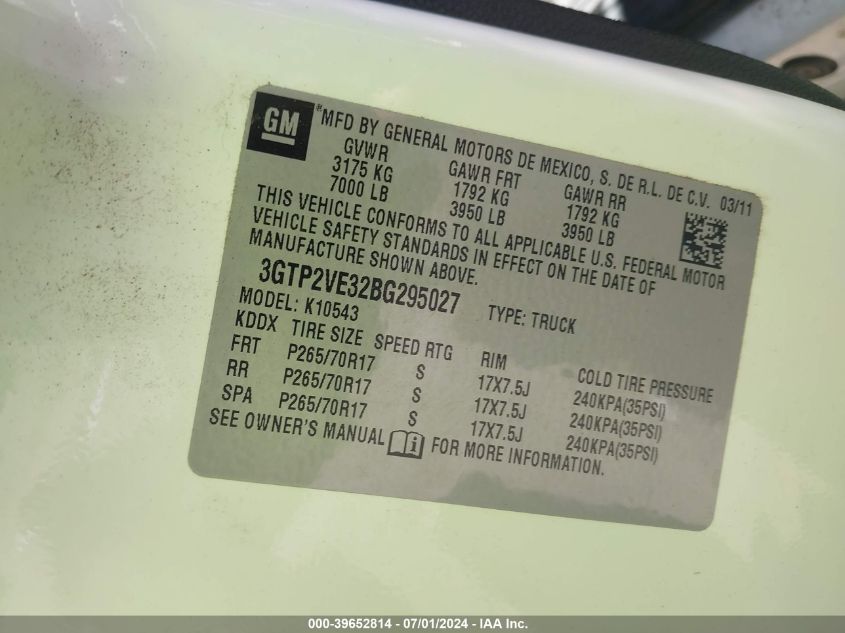 GM
® MFD BY GENERAL MOTORS DE MEXICO, S. DE R.L. DE C.V. 03/11
GVWR GAWR FRT GAWR RR
3175 KG 1792 KG 1792 KG
7000 LB 3950 LB 3950 LB
THIS VEHICLE CONFORMS TO ALL APPLICABLE U.S. FEDERAL MOTOR
VEHICLE SAFETY STANDARDS IN EFFECT ON THE DATE OF
MANUFACTURE SHOWN ABOVE.
3GTP2VE32BG295027 TYPE: TRUCK
MODEL: K10543
KDDX TIRE SIZE SPEED RTG RIM COLD TIRE PRESSURE
FRT P265/70R17 S 17X7.5J 240KPA(35PSI)
RR P265/70R17 S 17X7.5J 240KPA(35PSI)
SPA P265/70R17 S 17X7.5J 240KPA(35PSI)
SEE OWNER'S MANUAL i FOR MORE INFORMATION.
000-39652814 - 07/01/2024 - IAA Inc.